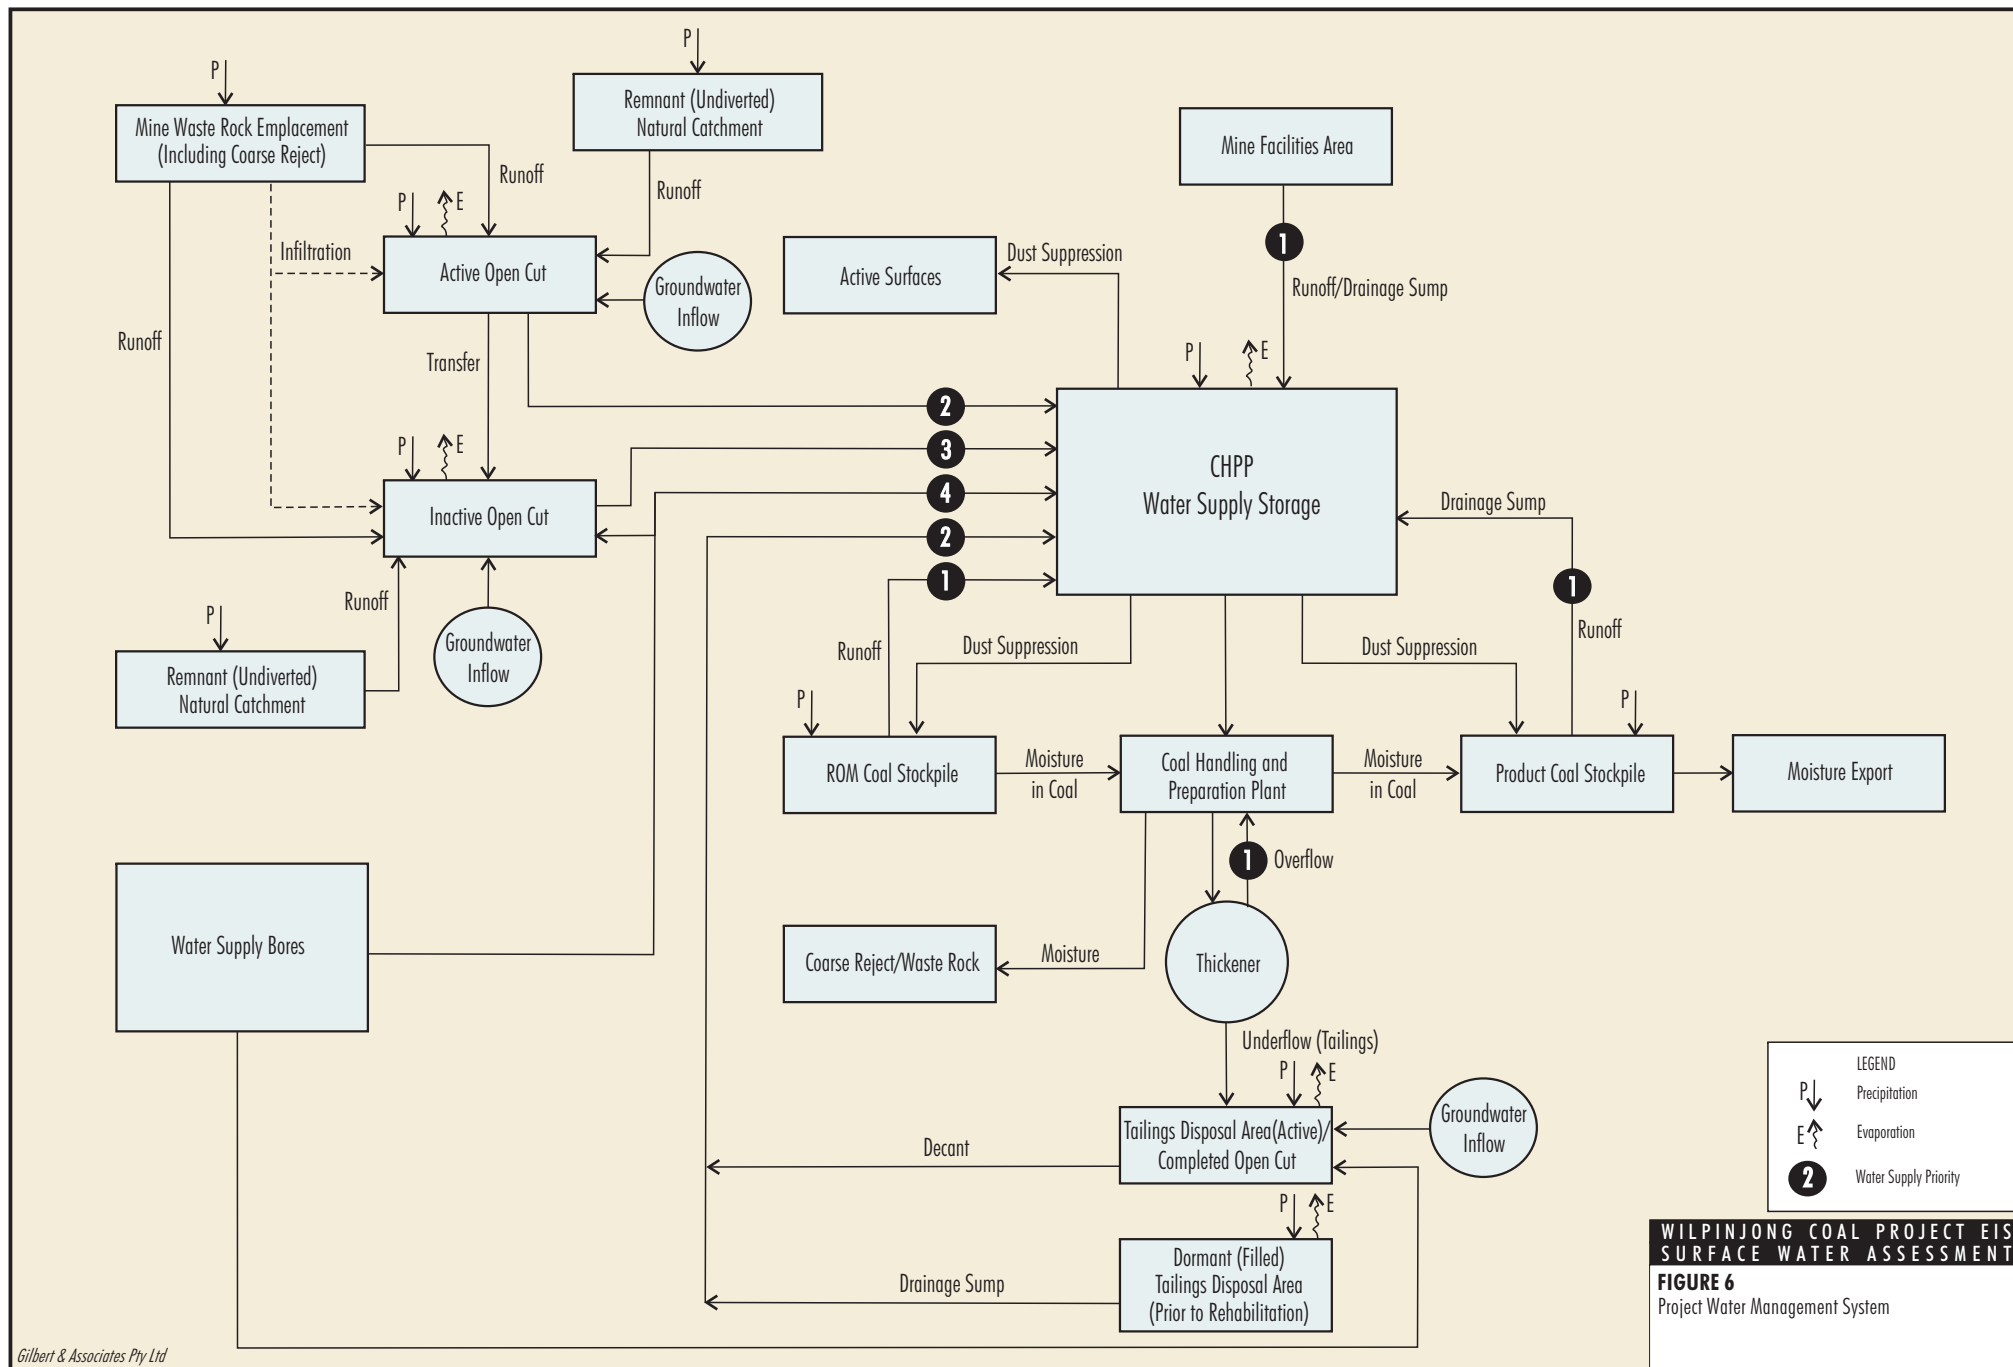 P
P
Remnant (Undiverted)
Natural Catchment
Mine Waste Rock Emplacement
(Including Coarse Reject)
Mine Facilities Area
Runoff
Runoff
P
E
1
Infiltration
Active Open Cut
Groundwater
Inflow
Active Surfaces
Dust Suppression
Runoff/Drainage Sump
Runoff
Transfer
P
E
2
P
E
3
CHPP
Water Supply Storage
4
Drainage Sump
Inactive Open Cut
2
1
1
Runoff
P
Groundwater
Inflow
Runoff
Dust Suppression
Dust Suppression
Runoff
Remnant (Undiverted)
Natural Catchment
P
P
ROM Coal Stockpile
Moisture
in Coal
Coal Handling and
Preparation Plant
Moisture
in Coal
Product Coal Stockpile
Moisture Export
1
Overflow
Water Supply Bores
Coarse Reject/Waste Rock
Moisture
Thickener
Underflow (Tailings)
P
E
Tailings Disposal Area(Active)/
Completed Open Cut
Groundwater
Inflow
Decant
P
E
Dormant (Filled)
Tailings Disposal Area
(Prior to Rehabilitation)
Drainage Sump
LEGEND
P Precipitation
E Evaporation
2 Water Supply Priority
WILPINJONG COAL PROJECT EIS
SURFACE WATER ASSESSMENT
FIGURE 6
Project Water Management System
Gilbert & Associates Pty Ltd